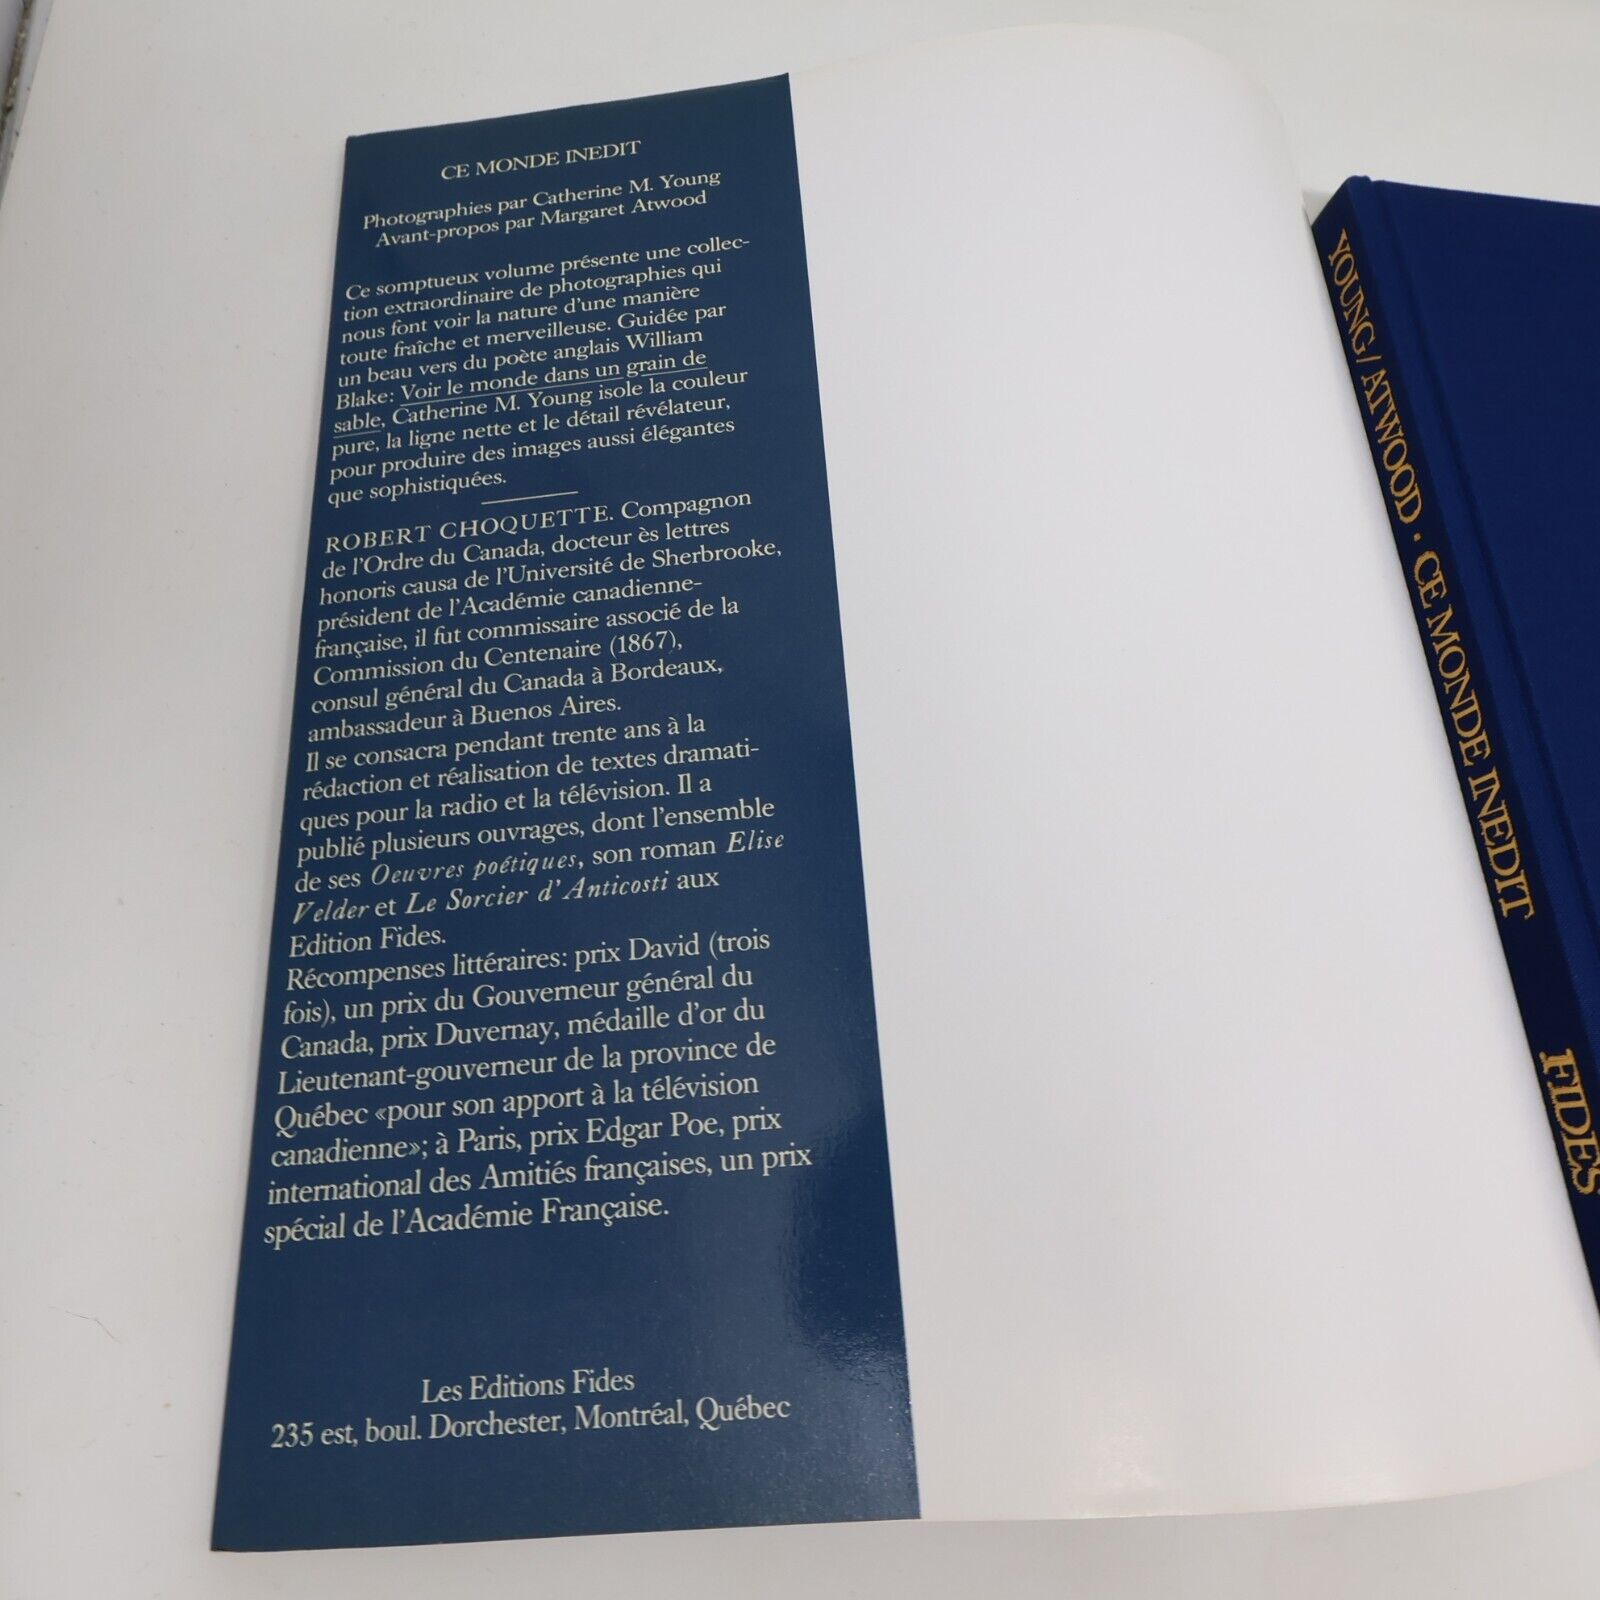 CE MONDE INEDIT
Photographies par Catherine M. Young
Avant-propos par Margaret Atwood
Ce somptueux volume présente une collec-
tion extraordinaire de photographies qui
nous font voir la nature d'une manière
toute fraîche et merveilleuse. Guidée par
un beau vers du poète anglais William
Blake: Voir le monde dans un grain de
sable, Catherine M. Young isole la couleur
pure, la ligne nette et le détail révélateur,
pour produire des images aussi élégantes
que sophistiquées.
ROBERT CHOQUETTE. Compagnon
de l'Ordre du Canada, docteur ès lettres
honoris causa de l'Université de Sherbrooke,
président de l'Académie canadienne-
française, il fut commissaire associé de la
Commission du Centenaire (1867),
consul général du Canada à Bordeaux,
ambassadeur à Buenos Aires.
Il se consacra pendant trente ans à la
rédaction et réalisation de textes dramati-
ques pour la radio et la télévision. Il a
publié plusieurs ouvrages, dont l'ensemble
de ses Oeuvres poétiques, son roman Elise
Velder et Le Sorcier d'Anticosti aux
Edition Fides.
Récompenses littéraires: prix David (trois
fois), un prix du Gouverneur général du
Canada, prix Duvernay, médaille d'or du
Lieutenant-gouverneur de la province de
Québec «pour son apport à la télévision
canadienne»; à Paris, prix Edgar Poe, prix
international des Amitiés françaises, un prix
spécial de l'Académie Française.
Les Editions Fides
235 est, boul. Dorchester, Montréal, Québec
YOUNG/ATWOOD · CE MONDE INEDIT
FIDES